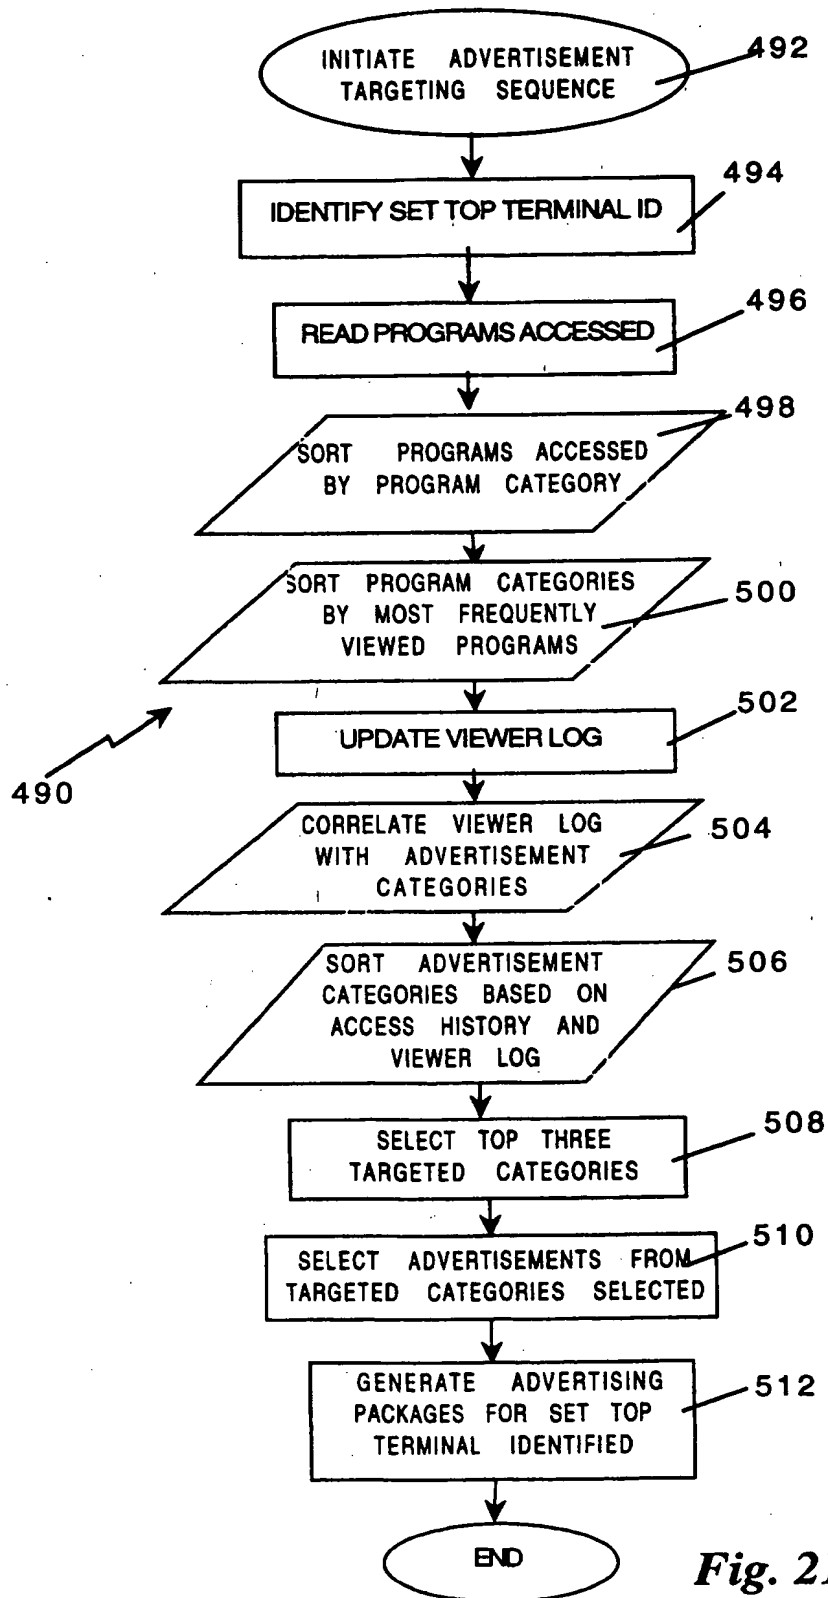 INITIATE ADVERTISEMENT
TARGETING SEQUENCE
492
IDENTIFY SET TOP TERMINAL ID
494
READ PROGRAMS ACCESSED
496
SORT PROGRAMS ACCESSED
BY PROGRAM CATEGORY
498
SORT PROGRAM CATEGORIES
BY MOST FREQUENTLY
VIEWED PROGRAMS
500
UPDATE VIEWER LOG
502
490
CORRELATE VIEWER LOG
WITH ADVERTISEMENT
CATEGORIES
504
SORT ADVERTISEMENT
CATEGORIES BASED ON
ACCESS HISTORY AND
VIEWER LOG
506
SELECT TOP THREE
TARGETED CATEGORIES
508
SELECT ADVERTISEMENTS FROM
TARGETED CATEGORIES SELECTED
510
GENERATE ADVERTISING
PACKAGES FOR SET TOP
TERMINAL IDENTIFIED
512
END
Fig. 21